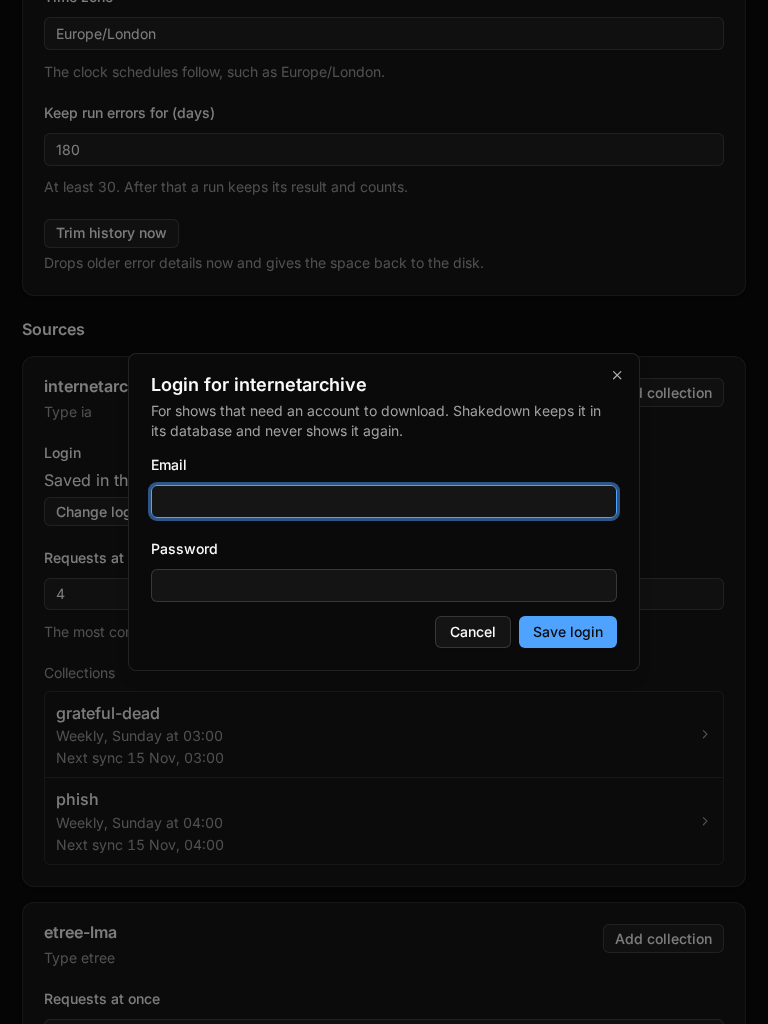 Europe/London
The clock schedules follow, such as Europe/London.
Keep run errors for (days)
180
At least 30. After that a run keeps its result and counts.
Trim history now
Drops older error details now and gives the space back to the disk.
Sources
Login for internetarchive
For shows that need an account to download. Shakedown keeps it in
its database and never shows it again.
Email
Password
Cancel
Save login
collection
Type ia
Login
Saved in
Change
Requests at
4
The most
Collections
grateful-dead
Weekly, Sunday at 03:00
Next sync 15 Nov, 03:00
phish
Weekly, Sunday at 04:00
Next sync 15 Nov, 04:00
etree-lma
Add collection
Type etree
Requests at once